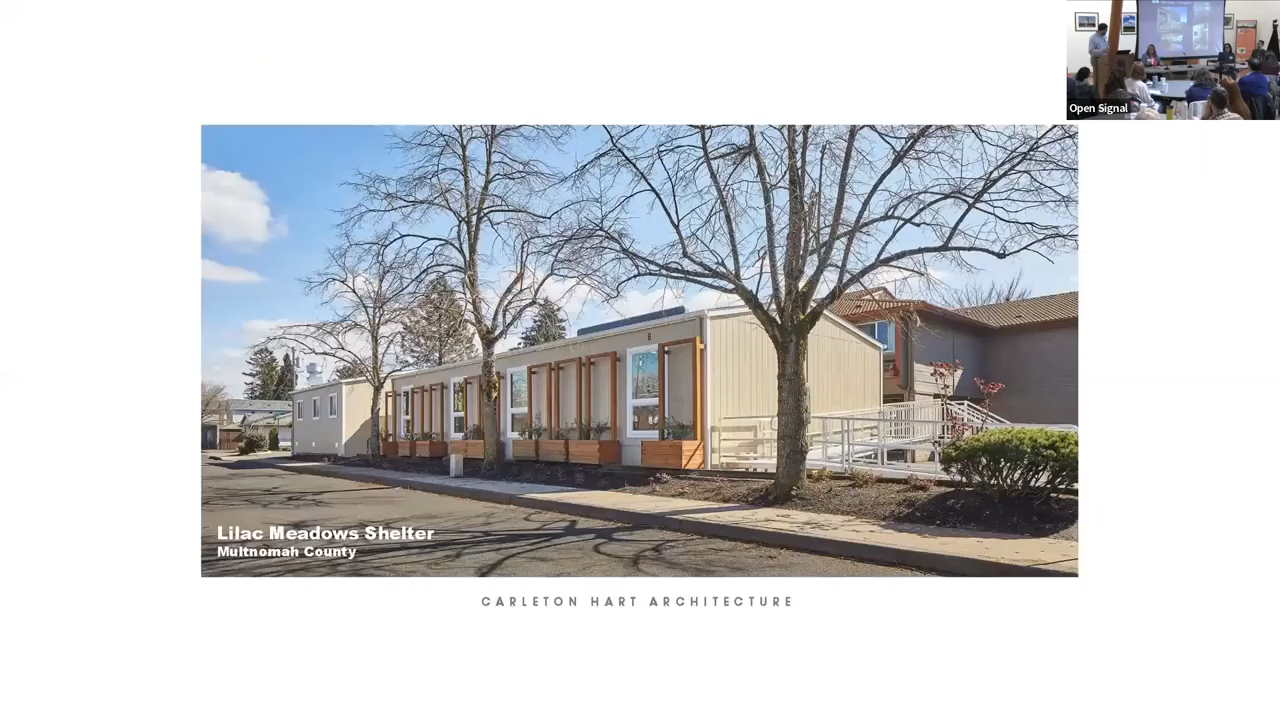 Open Signal
Lilac Meadows Shelter
Multnomah County
CARLETON HART ARCHITECTURE